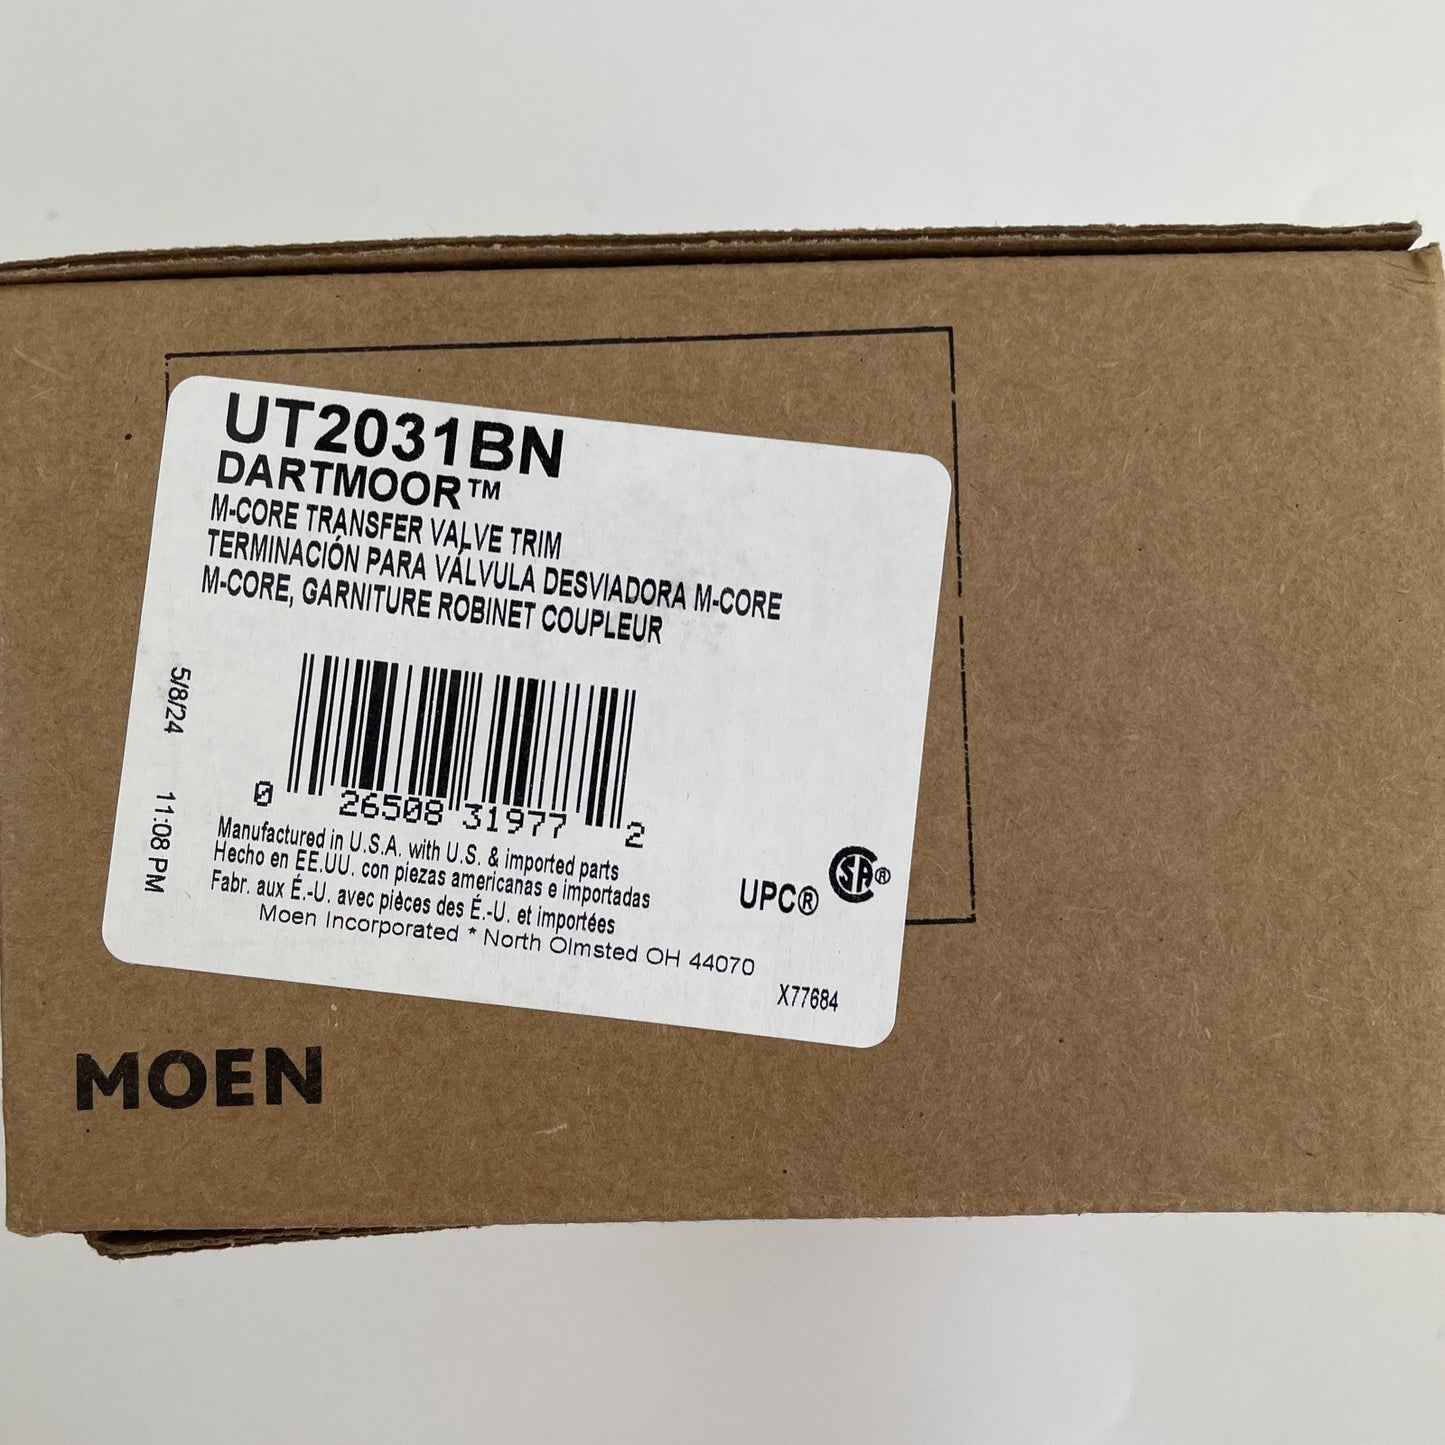 UT2031BN
DARTMOOR™
M-CORE TRANSFER VALVE TRIM
TERMINACIÓN PARA VÁLVULA DESVIADORA M-CORE
M-CORE, GARNITURE ROBINET COUPLEUR
5/8/24 11:08 PM
0 26508 31977 2
Manufactured in U.S.A. with U.S. & imported parts
Hecho en EE.UU. con piezas americanas e importadas
Fabr. aux É.-U. avec pièces des É.-U. et importées
Moen Incorporated * North Olmsted OH 44070
UPC® CSA®
X77684
MOEN